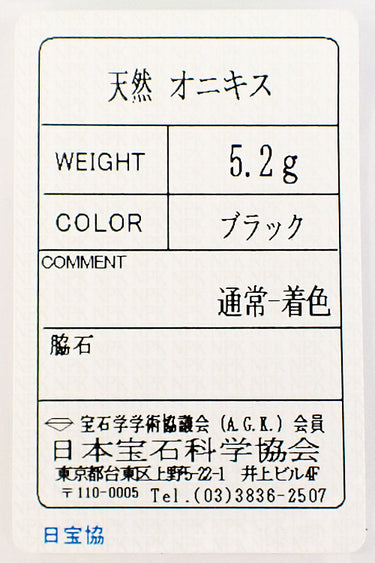 天然 オニキス
WEIGHT 5.2g
COLOR ブラック
COMMENT
通常-着色
脇石
宝石学学術協議会 (A.G.K.) 会員
日本宝石科学協会
東京都台東区上野5-22-1 井上ビル4F
〒110-0005 Tel.(03)3836-2507
日宝協